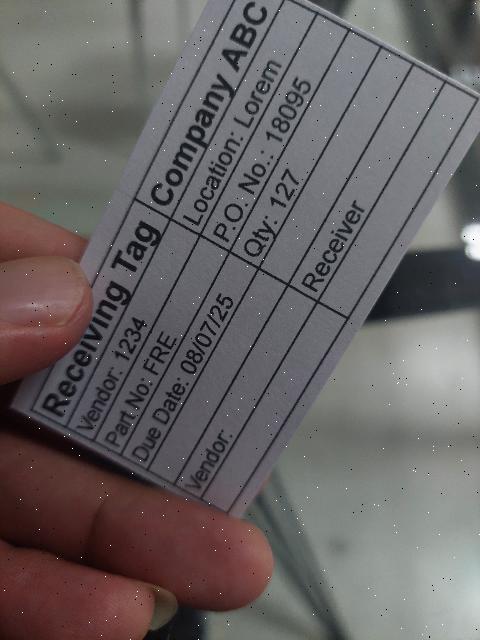 Receiving Tag Company ABC
Vendor: 1234 Location: Lorem
Part No: FRE P.O. No.: 18095
Due Date: 08/07/25 Qty: 127
Vendor: Receiver